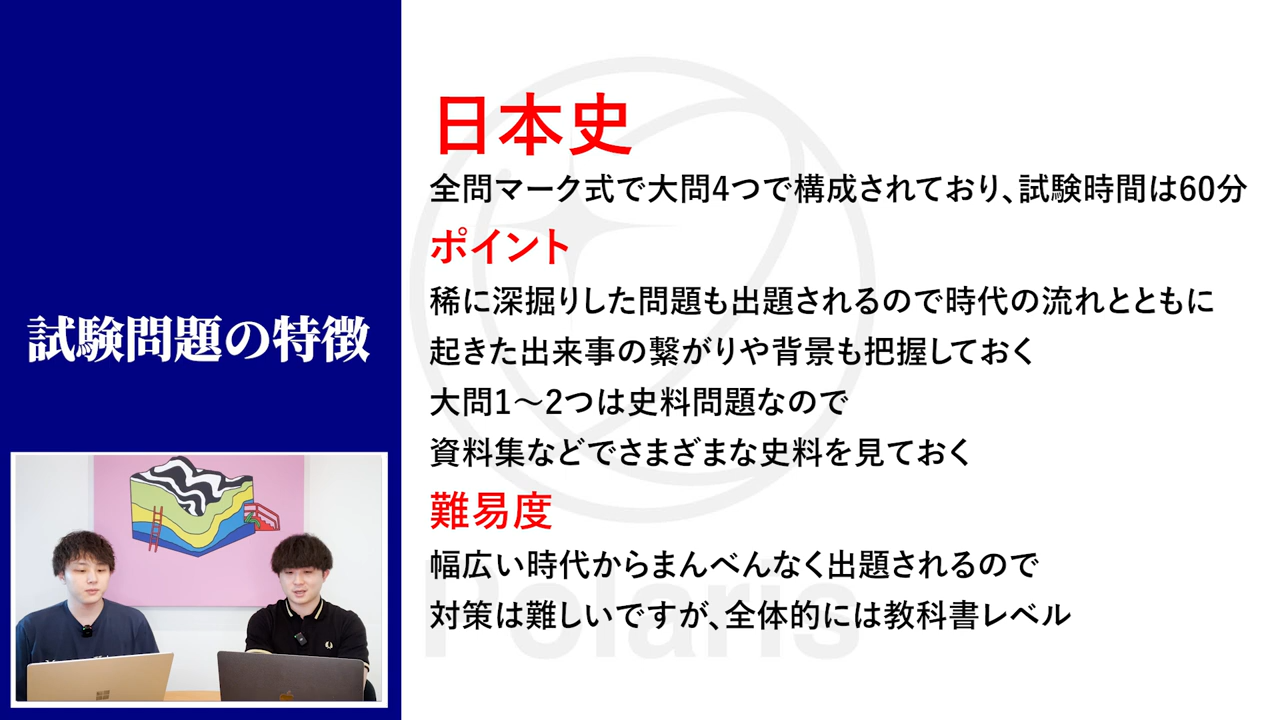 試験問題の特徴
日本史
全問マーク式で大問4つで構成されており、試験時間は60分
ポイント
稀に深掘りした問題も出題されるので時代の流れとともに
起きた出来事の繋がりや背景も把握しておく
大問1〜2つは史料問題なので
資料集などでさまざまな史料を見ておく
難易度
幅広い時代からまんべんなく出題されるので
対策は難しいですが、全体的には教科書レベル
Polaris